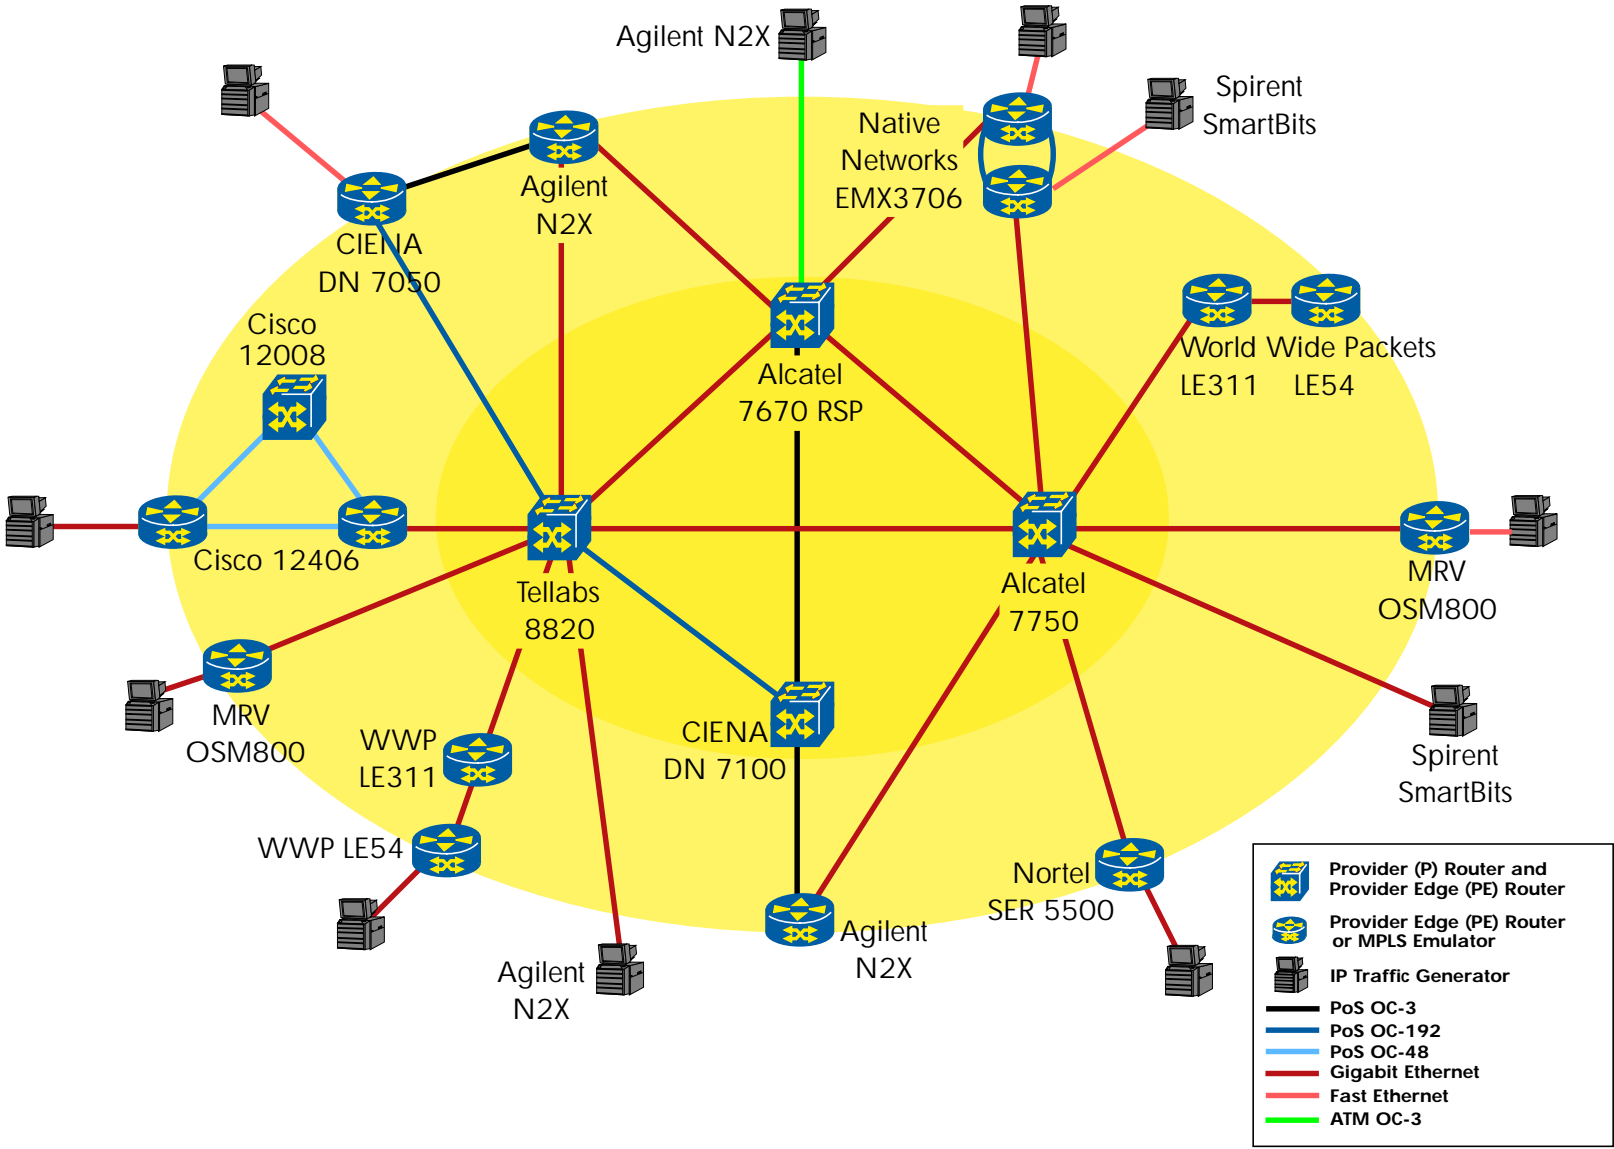 Agilent N2X
Spirent
SmartBits
Native
Networks
EMX3706
Agilent
N2X
CIENA
DN 7050
Cisco
12008
World Wide Packets
LE311 LE54
Alcatel
7670 RSP
Cisco 12406
Tellabs
8820
Alcatel
7750
MRV
OSM800
MRV
OSM800
WWP
LE311
CIENA
DN 7100
Spirent
SmartBits
WWP LE54
Nortel
SER 5500
Agilent
N2X
Agilent
N2X
Provider (P) Router and
Provider Edge (PE) Router
Provider Edge (PE) Router
or MPLS Emulator
IP Traffic Generator
PoS OC-3
PoS OC-192
PoS OC-48
Gigabit Ethernet
Fast Ethernet
ATM OC-3